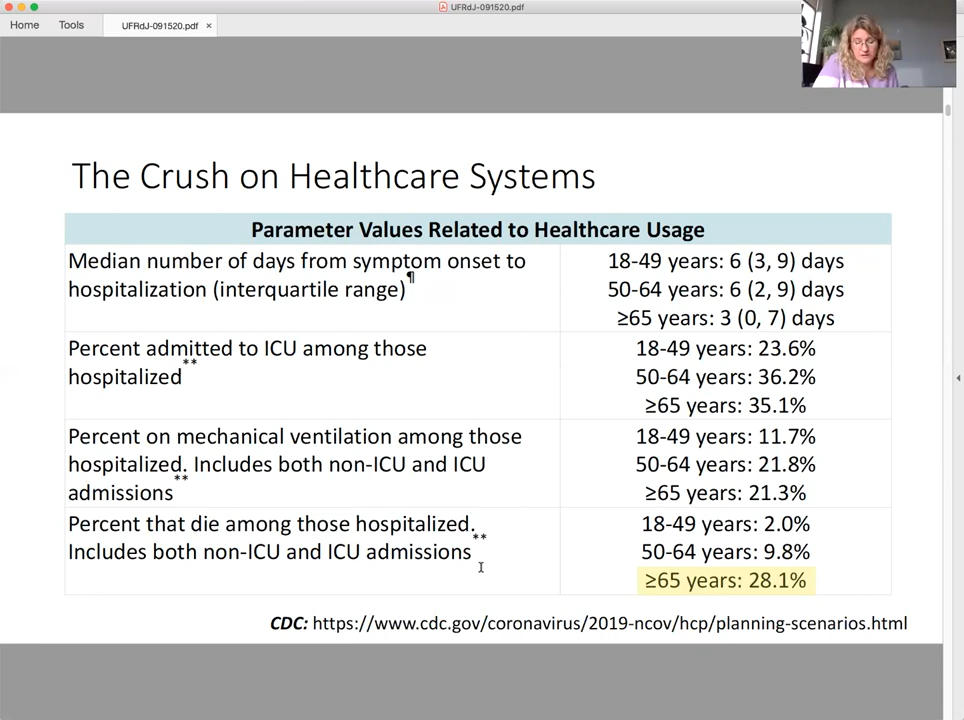 UFRdJ-091520.pdf
Home Tools UFRdJ-091520.pdf ×
The Crush on Healthcare Systems
Parameter Values Related to Healthcare Usage
Median number of days from symptom onset to
hospitalization (interquartile range)¶
18-49 years: 6 (3, 9) days
50-64 years: 6 (2, 9) days
≥65 years: 3 (0, 7) days
Percent admitted to ICU among those
hospitalized**
18-49 years: 23.6%
50-64 years: 36.2%
≥65 years: 35.1%
Percent on mechanical ventilation among those
hospitalized. Includes both non-ICU and ICU
admissions**
18-49 years: 11.7%
50-64 years: 21.8%
≥65 years: 21.3%
Percent that die among those hospitalized.
Includes both non-ICU and ICU admissions**
18-49 years: 2.0%
50-64 years: 9.8%
≥65 years: 28.1%
CDC: https://www.cdc.gov/coronavirus/2019-ncov/hcp/planning-scenarios.html